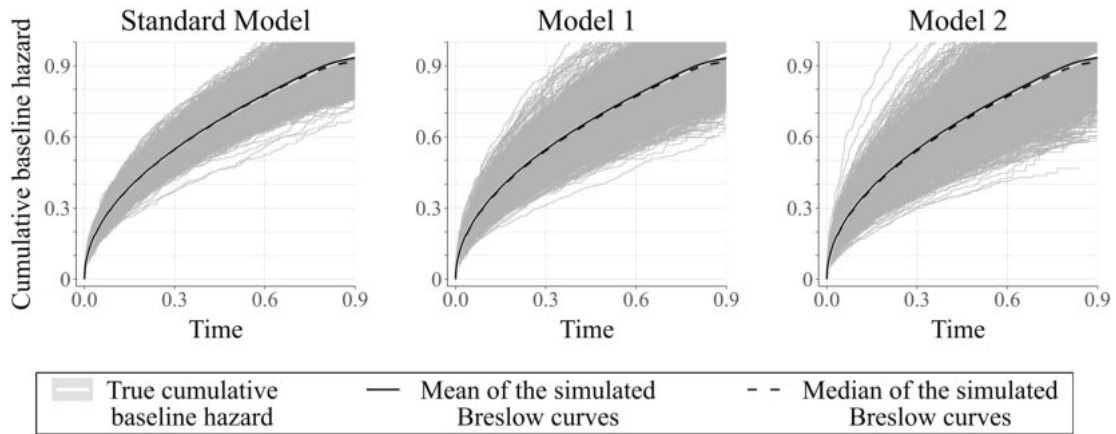 Standard Model
Model 1
Model 2
Cumulative baseline hazard
0.9
0.6
0.3
0
0.0 0.3 0.6 0.9
Time
0.9
0.6
0.3
0
0.0 0.3 0.6 0.9
Time
0.9
0.6
0.3
0
0.0 0.3 0.6 0.9
Time
True cumulative
baseline hazard
Mean of the simulated
Breslow curves
Median of the simulated
Breslow curves